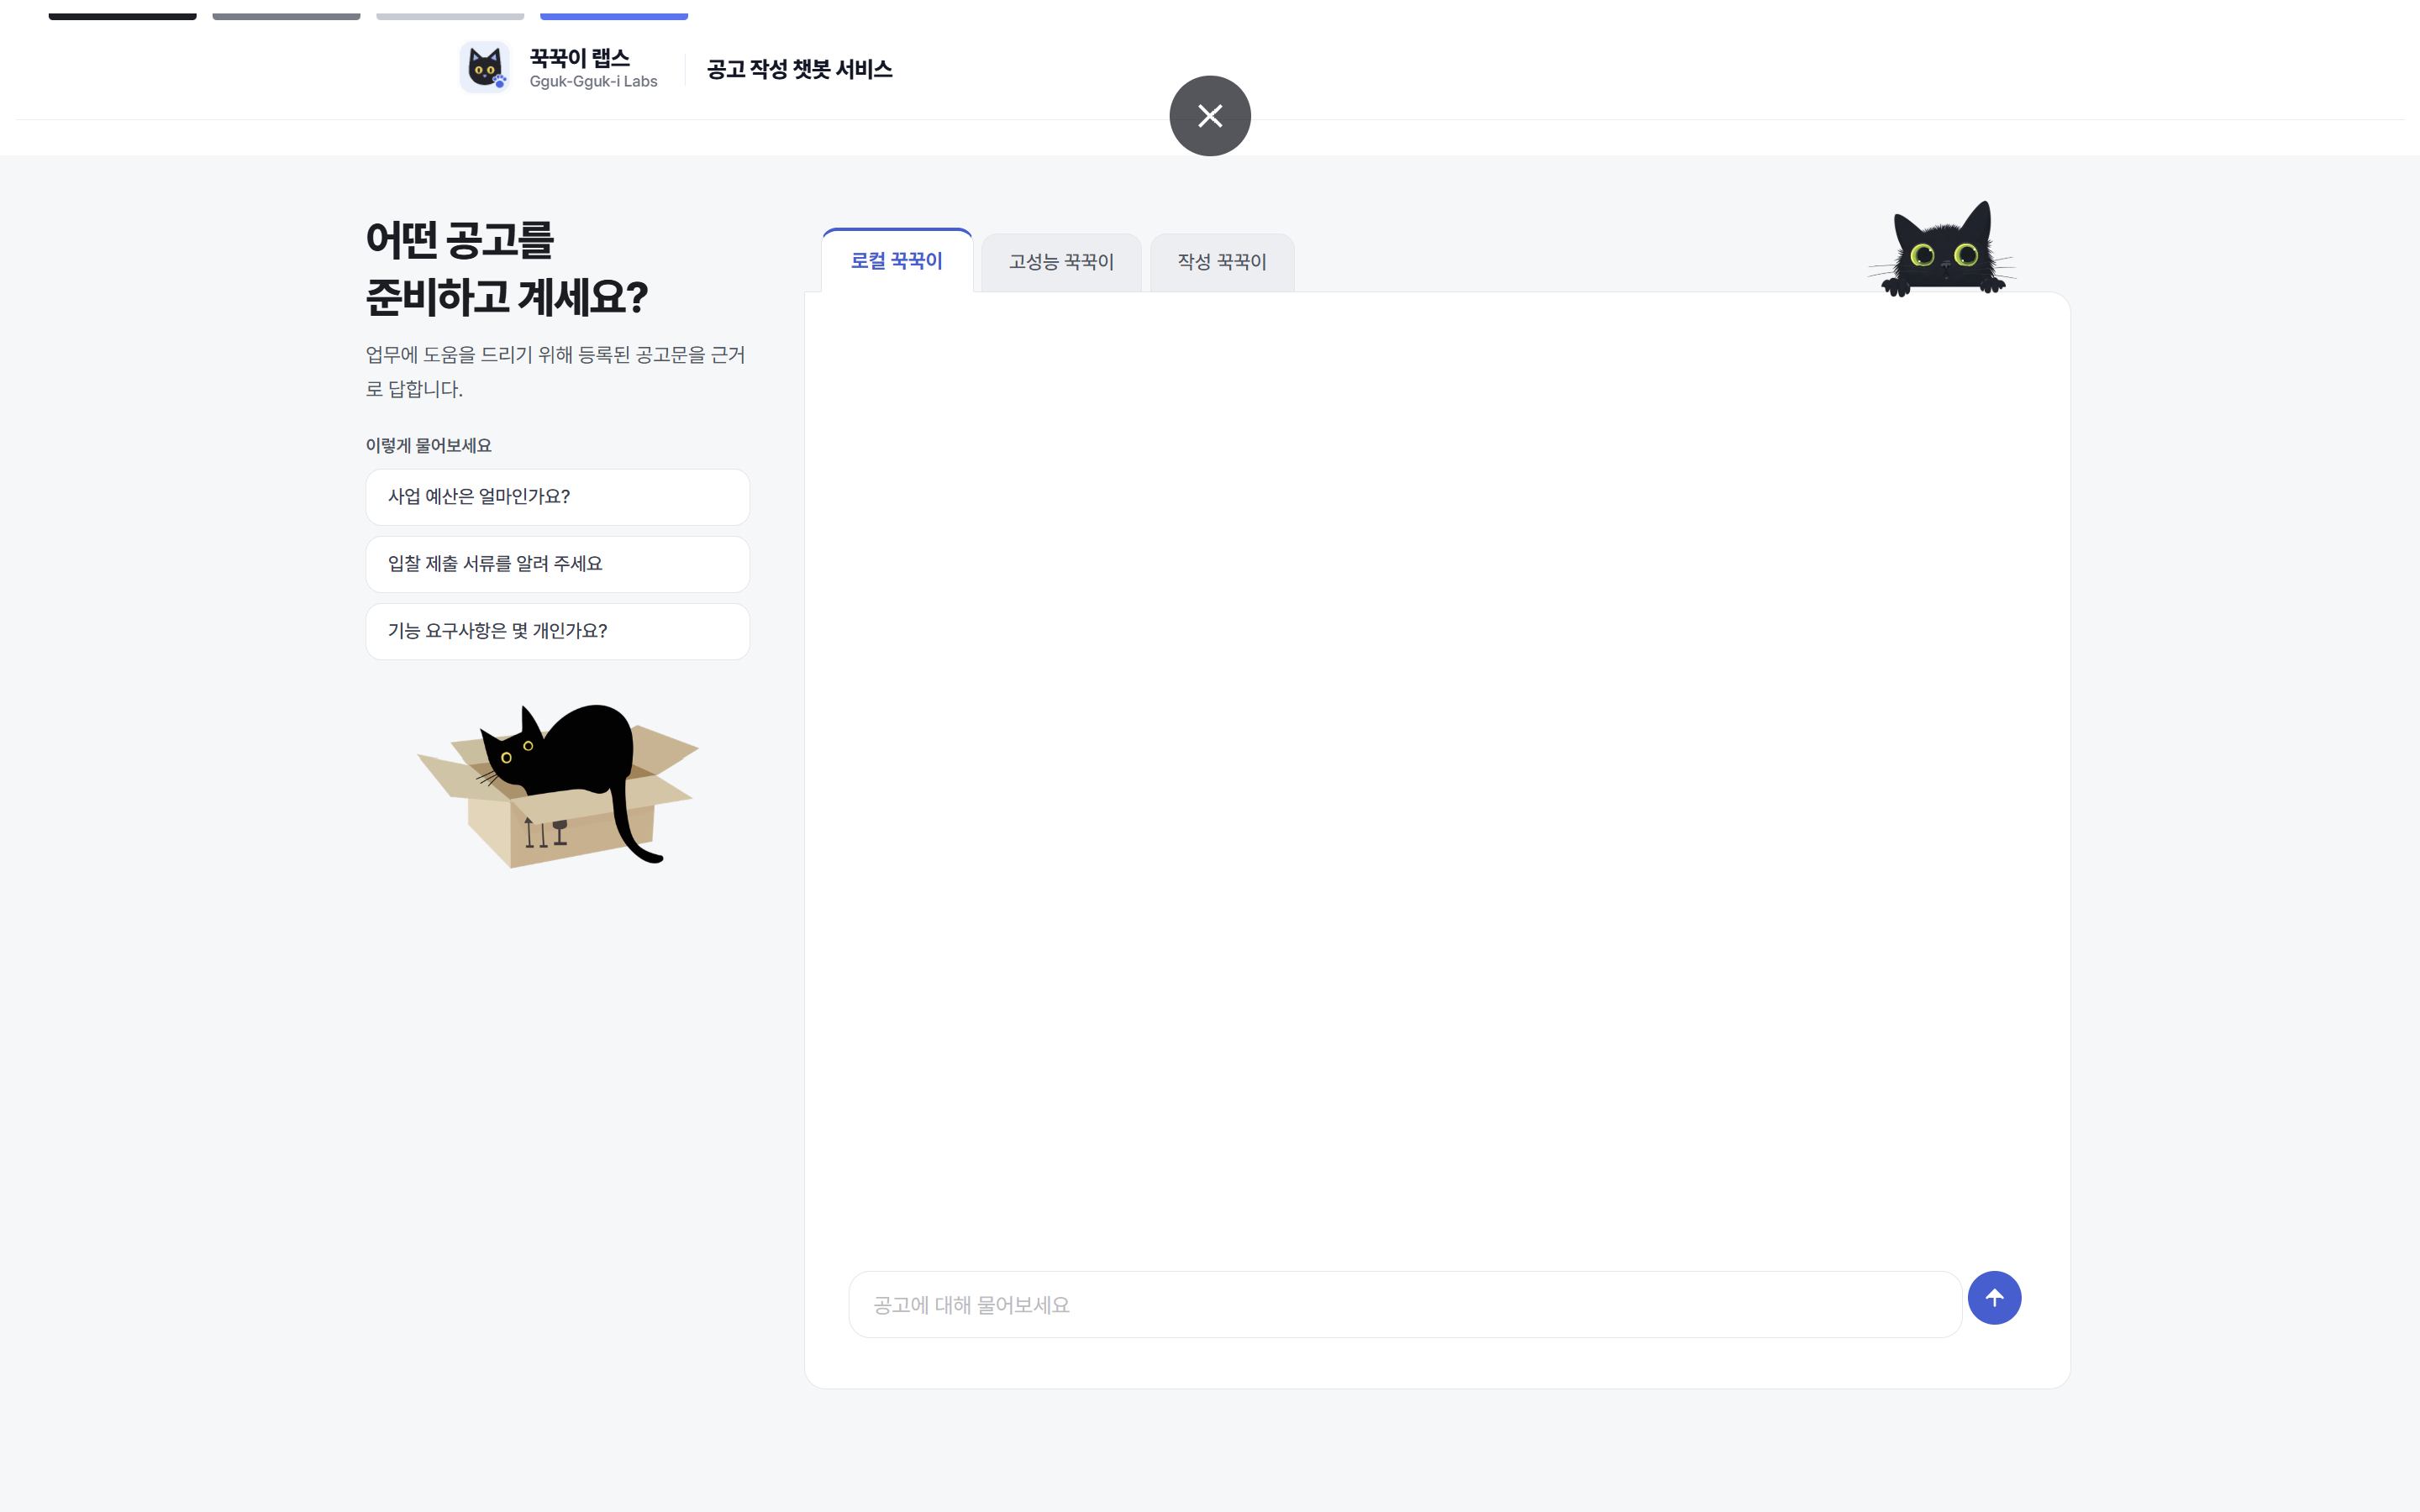 꾹꾹이 랩스
Gguk-Gguk-i Labs
공고 작성 챗봇 서비스
어떤 공고를
준비하고 계세요?
업무에 도움을 드리기 위해 등록된 공고문을 근거
로 답합니다.
이렇게 물어보세요
사업 예산은 얼마인가요?
입찰 제출 서류를 알려 주세요
기능 요구사항은 몇 개인가요?
로컬 꾹꾹이
고성능 꾹꾹이
작성 꾹꾹이
공고에 대해 물어보세요